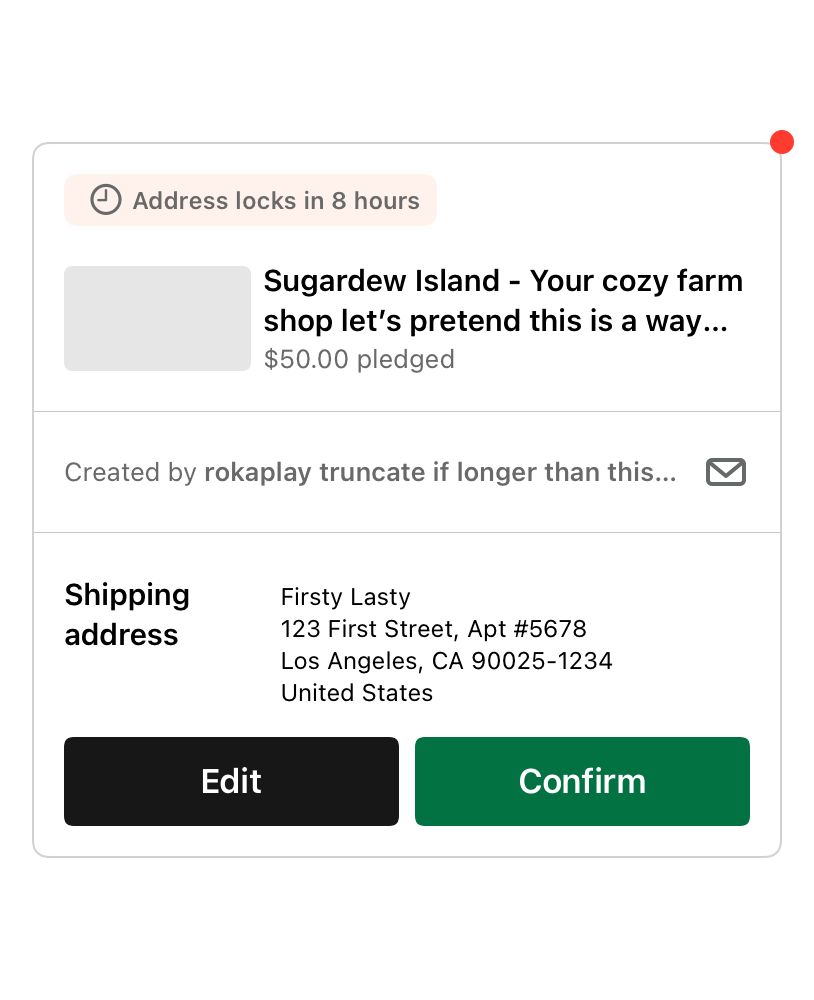 Address locks in 8 hours
Sugardew Island - Your cozy farm
shop let’s pretend this is a way...
$50.00 pledged
Created by rokaplay truncate if longer than this...
Shipping
address
Firsty Lasty
123 First Street, Apt #5678
Los Angeles, CA 90025-1234
United States
Edit
Confirm